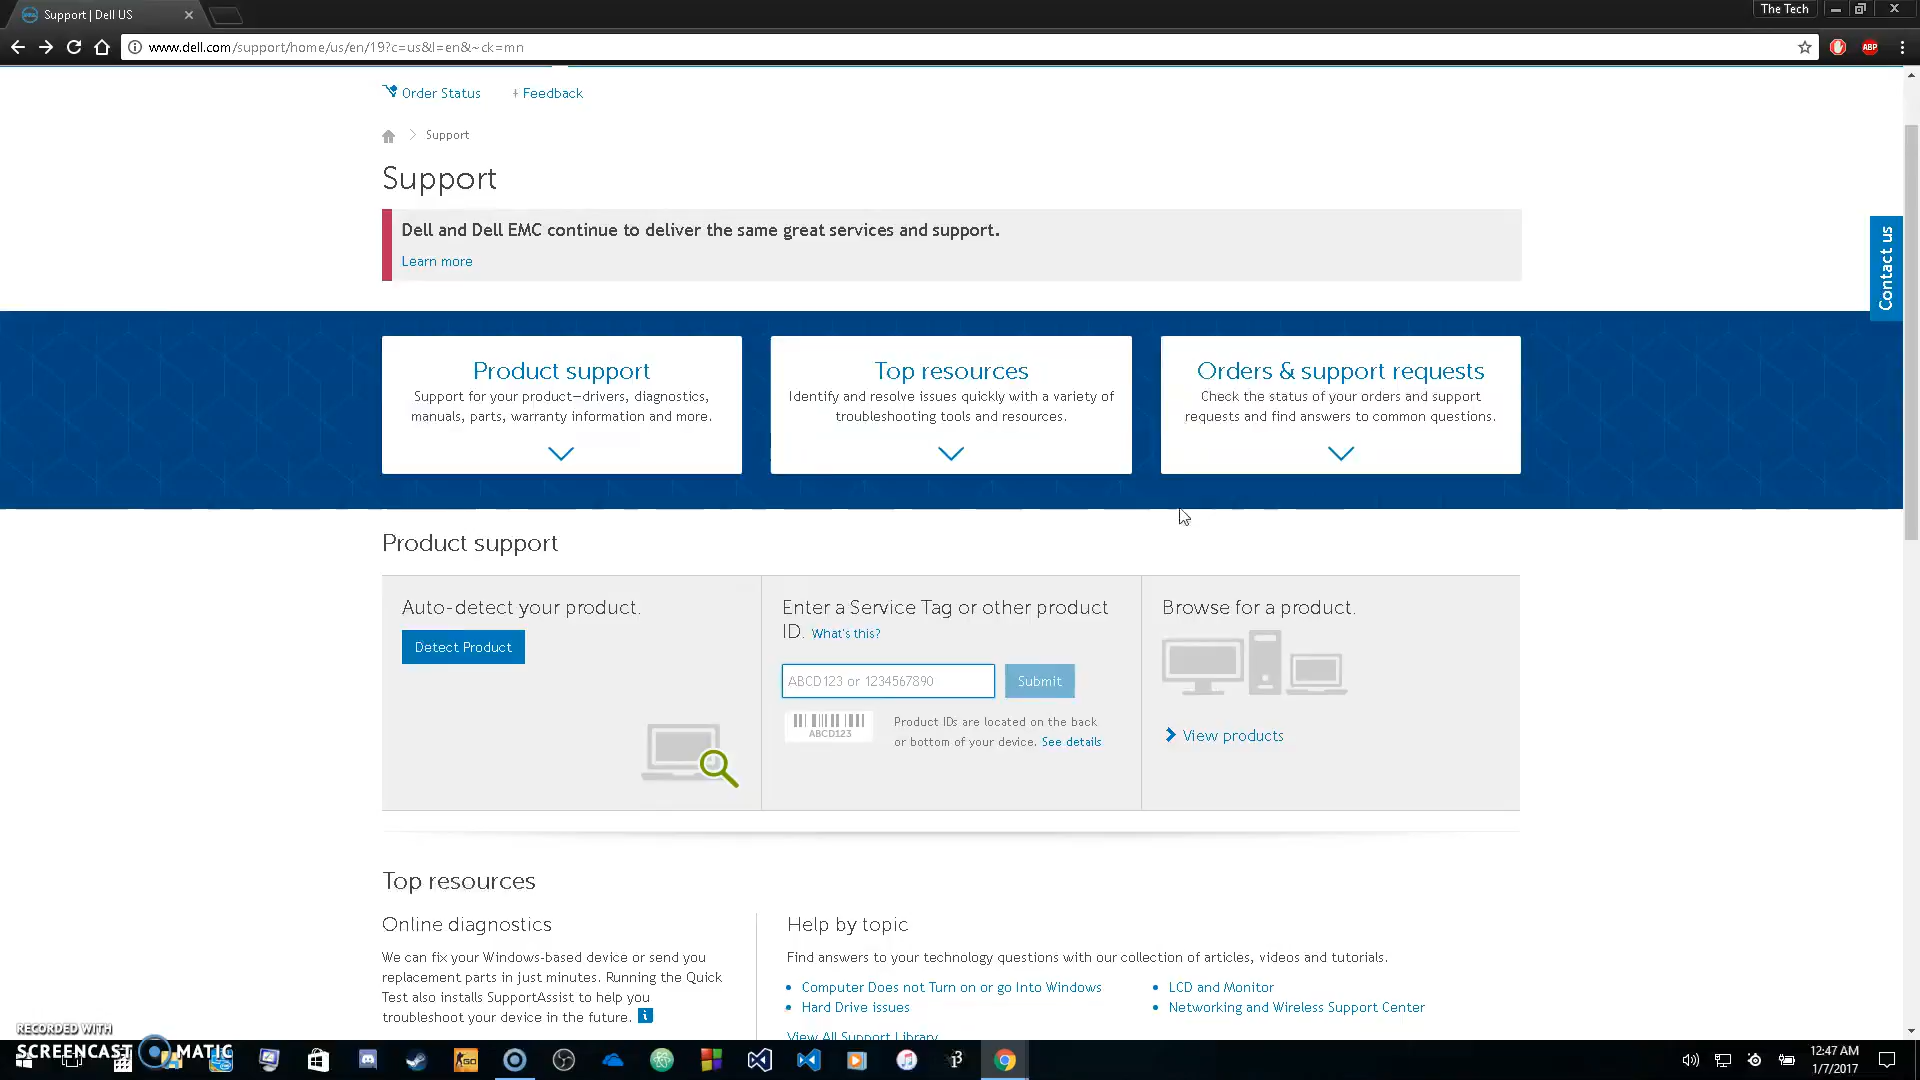 Support | Dell US
The Tech
www.dell.com/support/home/us/en/19?c=us&l=en&~ck=mn
ABP
Order Status + Feedback
Support
Support
Dell and Dell EMC continue to deliver the same great services and support.
Learn more
Contact us
Product support
Support for your product–drivers, diagnostics,
manuals, parts, warranty information and more.
Top resources
Identify and resolve issues quickly with a variety of
troubleshooting tools and resources.
Orders & support requests
Check the status of your orders and support
requests and find answers to common questions.
Product support
Auto-detect your product.
Detect Product
Enter a Service Tag or other product
ID. What's this?
ABCD123 or 1234567890
Submit
ABCD123
Product IDs are located on the back
or bottom of your device. See details
Browse for a product.
View products
Top resources
Online diagnostics
We can fix your Windows-based device or send you
replacement parts in just minutes. Running the Quick
Test also installs SupportAssist to help you
troubleshoot your device in the future. i
Help by topic
Find answers to your technology questions with our collection of articles, videos and tutorials.
• Computer Does not Turn on or go Into Windows
• Hard Drive issues
• LCD and Monitor
• Networking and Wireless Support Center
View All Support Library
RECORDED WITH
SCREENCAST MATIC
12:47 AM
1/7/2017